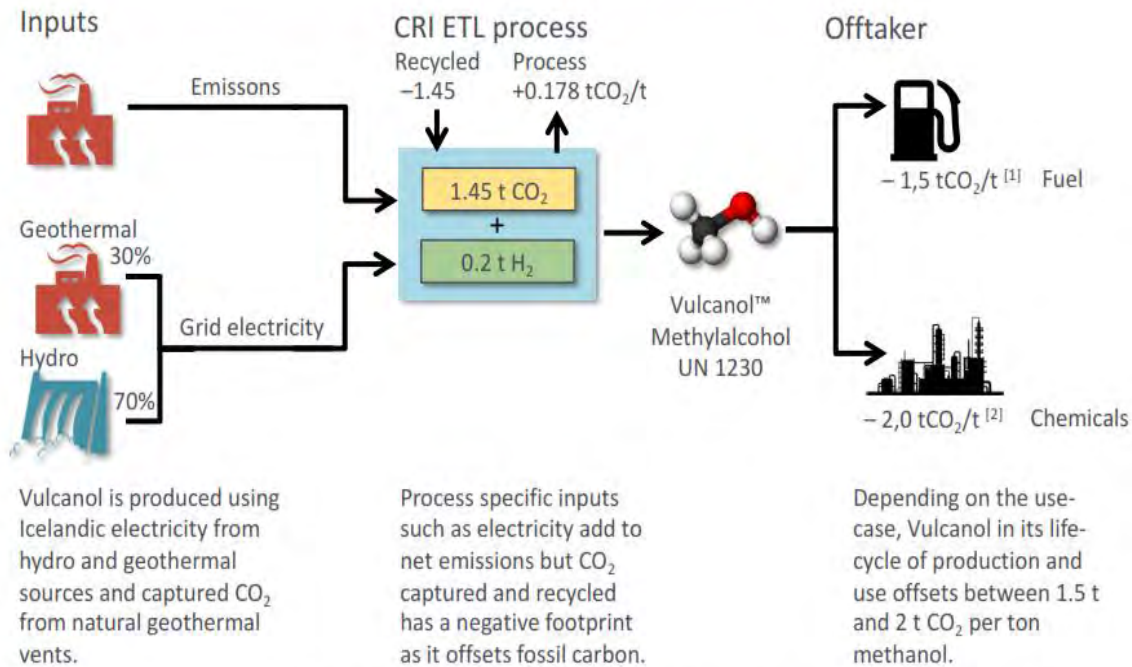 Inputs
CRI ETL process
Offtaker
Recycled
−1.45
Process
+0.178 tCO₂/t
Emissons
1.45 t CO₂
+
0.2 t H₂
Geothermal
30%
Grid electricity
Hydro
70%
Vulcanol™
Methylalcohol
UN 1230
− 1,5 tCO₂/t [1] Fuel
− 2,0 tCO₂/t [2] Chemicals
Vulcanol is produced using
Icelandic electricity from
hydro and geothermal
sources and captured CO₂
from natural geothermal
vents.
Process specific inputs
such as electricity add to
net emissions but CO₂
captured and recycled
has a negative footprint
as it offsets fossil carbon.
Depending on the use-
case, Vulcanol in its life-
cycle of production and
use offsets between 1.5 t
and 2 t CO₂ per ton
methanol.